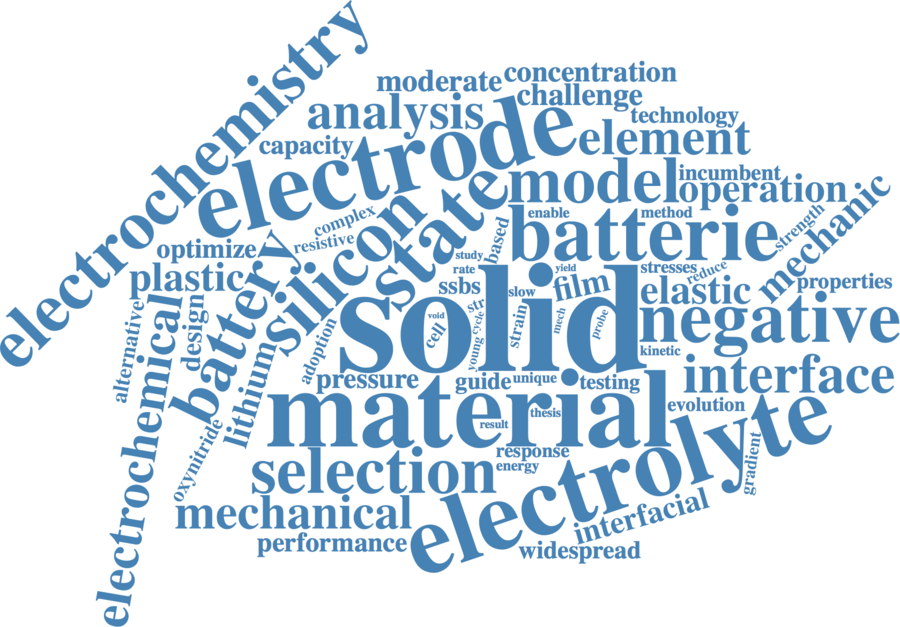 electrochemistry
moderate
concentration
challenge
analysis
technology
capacity
electrode
element
incumbent
model
operation
complex
resistive
silicon
state
based
enable
method
batterie
strength
mechanic
optimize
plastic
battery
study
rate
ssbs
yield
film
stresses
reduce
properties
elastic
alternative
design
electrochemical
adoption
str
slow
solid
void
cell
cycle
young
strain
mech
probe
negative
kinetic
lithium
pressure
guide
unique
testing
interface
material
thesis
result
evolution
oxynitride
selection
response
energy
electrolyte
gradient
mechanical
interfacial
performance
widespread